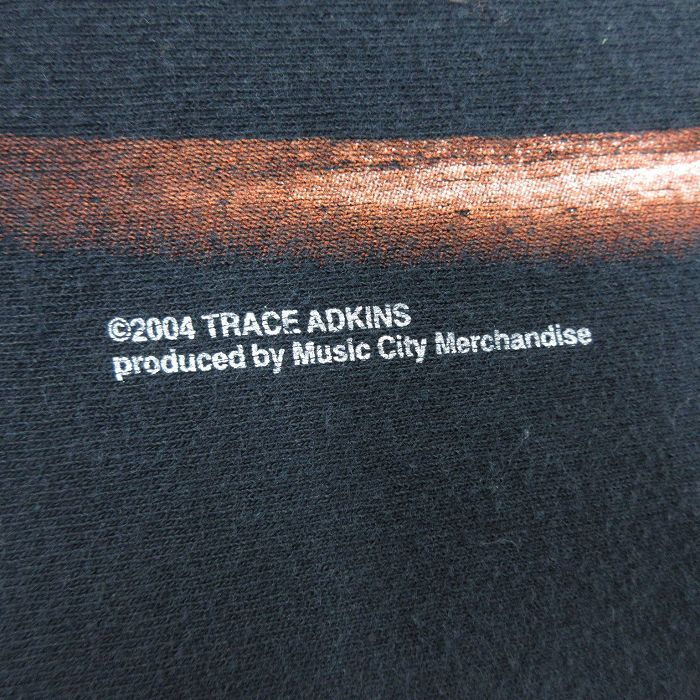 ©2004 TRACE ADKINS
produced by Music City Merchandise